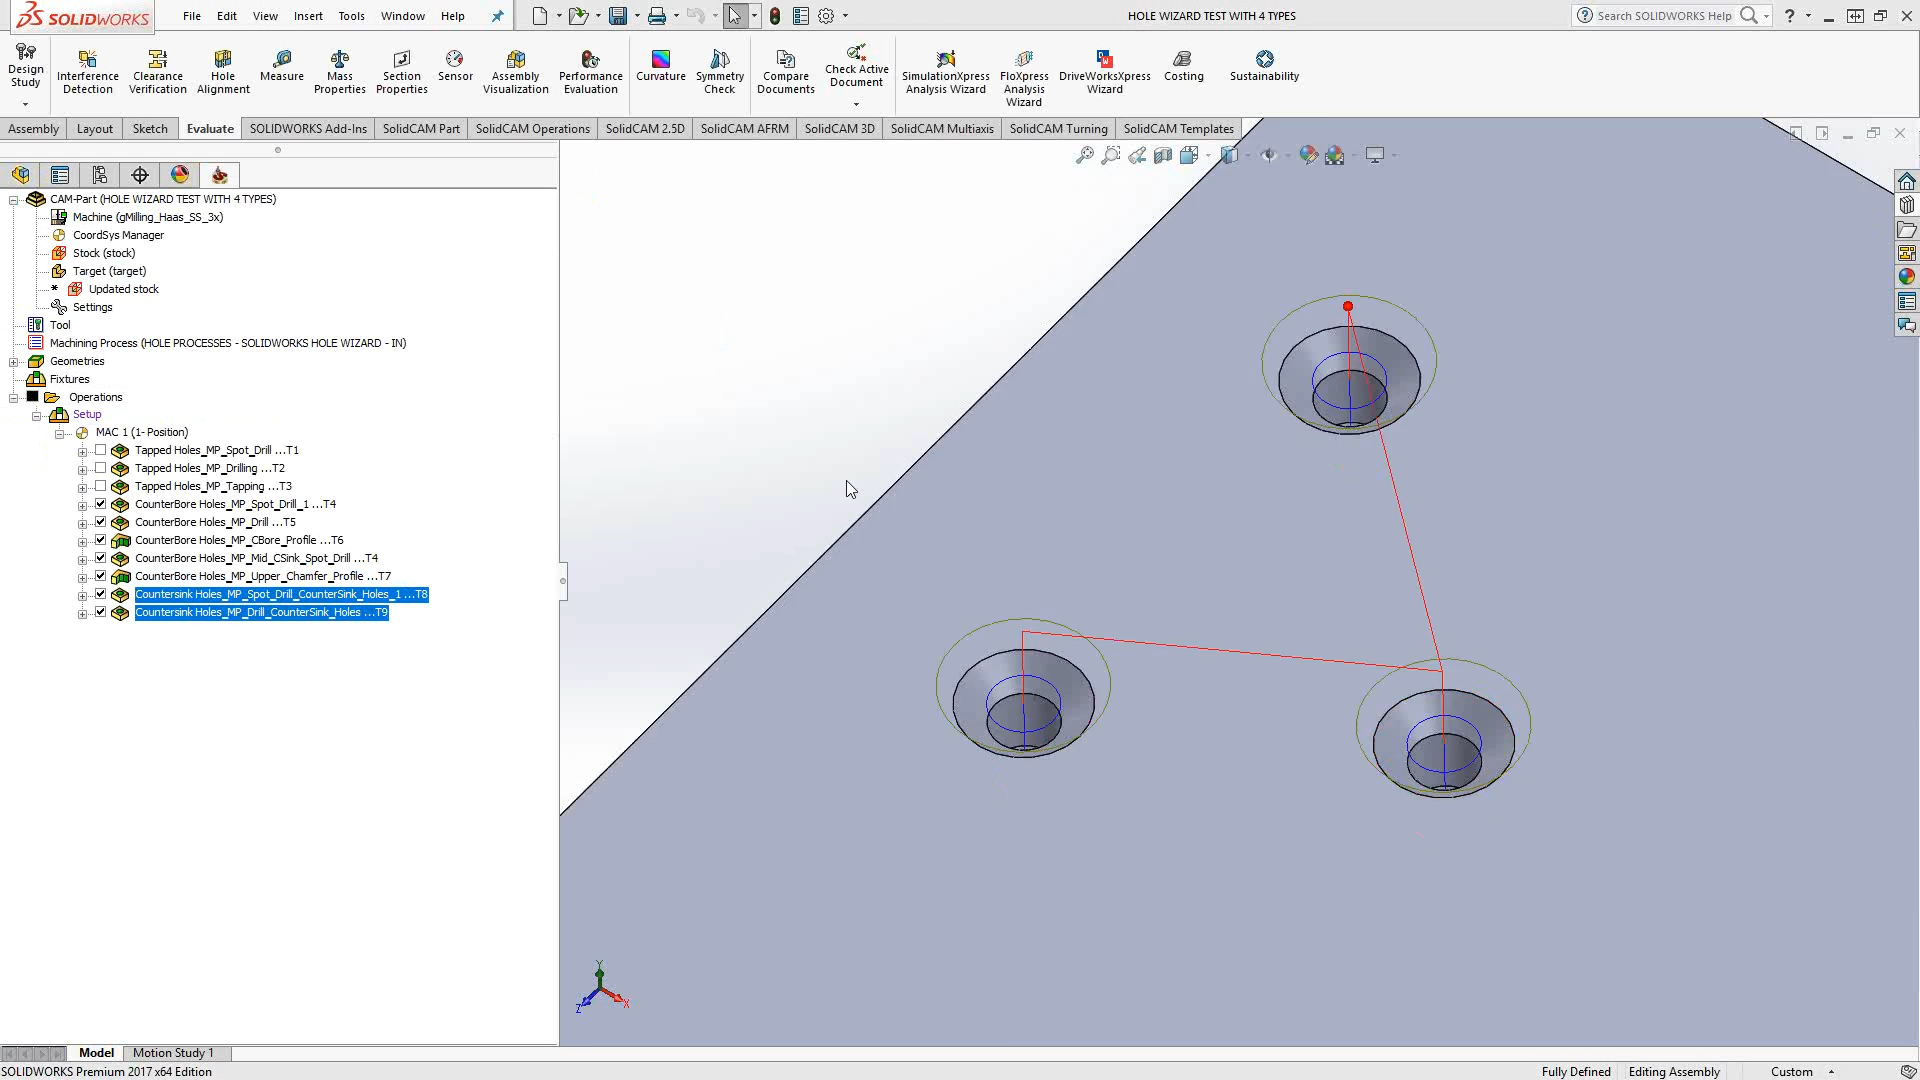 SOLIDWORKS
File Edit View Insert Tools Window Help
HOLE WIZARD TEST WITH 4 TYPES
Search SOLIDWORKS Help
Design Study
Interference Detection
Clearance Verification
Hole Alignment
Measure
Mass Properties
Section Properties
Sensor
Assembly Visualization
Performance Evaluation
Curvature
Symmetry Check
Compare Documents
Check Active Document
SimulationXpress Analysis Wizard
FloXpress Analysis Wizard
DriveWorksXpress Wizard
Costing
Sustainability
Assembly Layout Sketch Evaluate SOLIDWORKS Add-Ins SolidCAM Part SolidCAM Operations SolidCAM 2.5D SolidCAM AFRM SolidCAM 3D SolidCAM Multiaxis SolidCAM Turning SolidCAM Templates
CAM-Part (HOLE WIZARD TEST WITH 4 TYPES)
Machine (gMilling_Haas_SS_3x)
CoordSys Manager
Stock (stock)
Target (target)
* Updated stock
Settings
Tool
Machining Process (HOLE PROCESSES - SOLIDWORKS HOLE WIZARD - IN)
Geometries
Fixtures
Operations
Setup
MAC 1 (1- Position)
Tapped Holes_MP_Spot_Drill ...T1
Tapped Holes_MP_Drilling ...T2
Tapped Holes_MP_Tapping ...T3
CounterBore Holes_MP_Spot_Drill_1 ...T4
CounterBore Holes_MP_Drill ...T5
CounterBore Holes_MP_CBore_Profile ...T6
CounterBore Holes_MP_Mid_CSink_Spot_Drill ...T4
CounterBore Holes_MP_Upper_Chamfer_Profile ...T7
Countersink Holes_MP_Spot_Drill_CounterSink_Holes_1 ...T8
Countersink Holes_MP_Drill_CounterSink_Holes ...T9
Y
X
Z
Model Motion Study 1
SOLIDWORKS Premium 2017 x64 Edition
Fully Defined Editing Assembly Custom